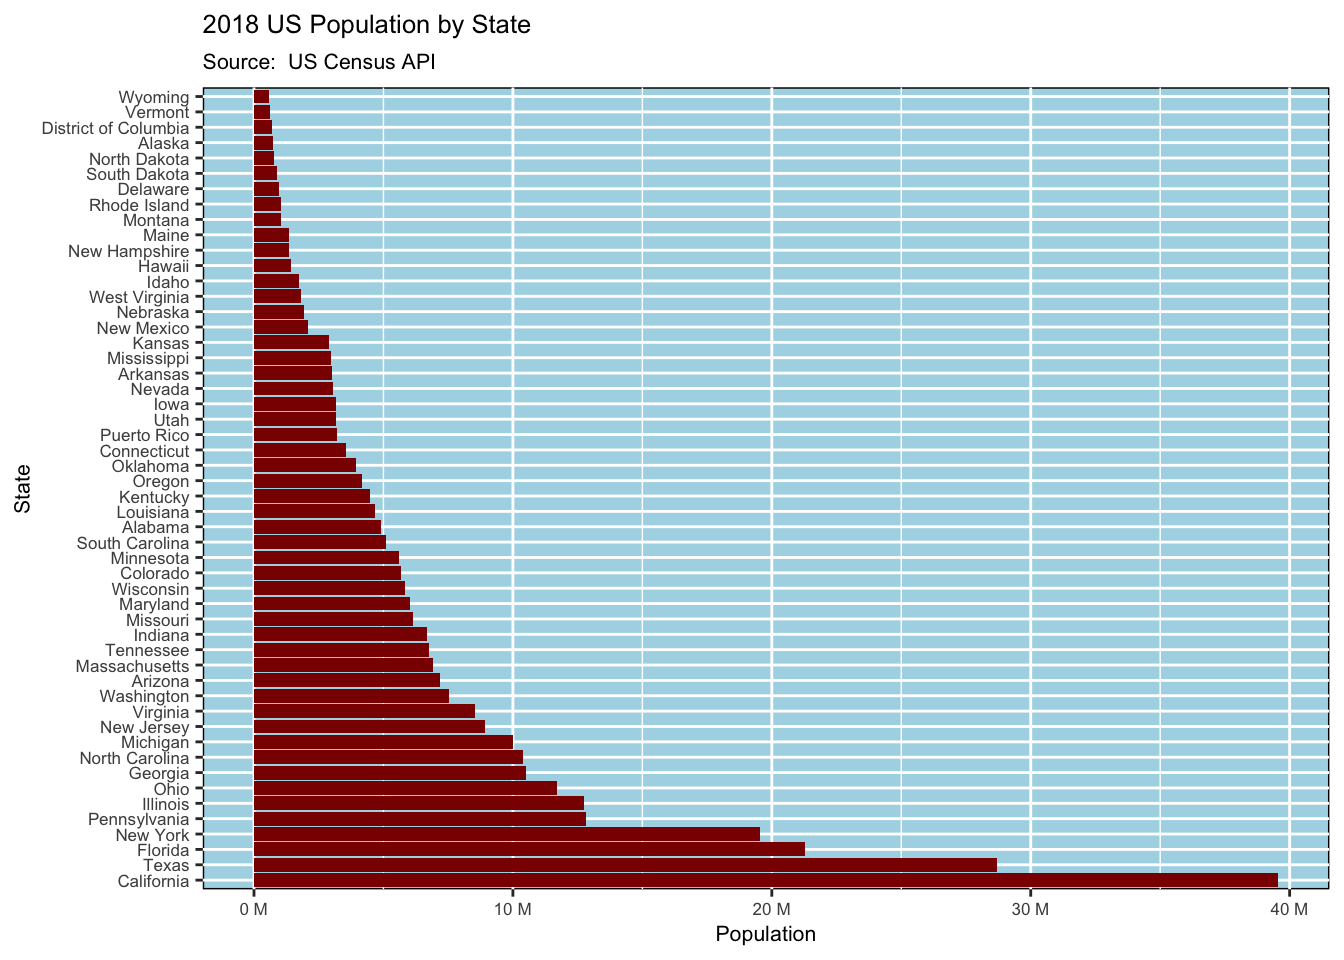 2018 US Population by State
Source:  US Census API
Wyoming
Vermont
District of Columbia
Alaska
North Dakota
South Dakota
Delaware
Rhode Island
Montana
Maine
New Hampshire
Hawaii
Idaho
West Virginia
Nebraska
New Mexico
Kansas
Mississippi
Arkansas
Nevada
Iowa
Utah
Puerto Rico
Connecticut
Oklahoma
Oregon
Kentucky
Louisiana
Alabama
South Carolina
Minnesota
Colorado
Wisconsin
Maryland
Missouri
Indiana
Tennessee
Massachusetts
Arizona
Washington
Virginia
New Jersey
Michigan
North Carolina
Georgia
Ohio
Illinois
Pennsylvania
New York
Florida
Texas
California
State
0 M 10 M 20 M 30 M 40 M
Population